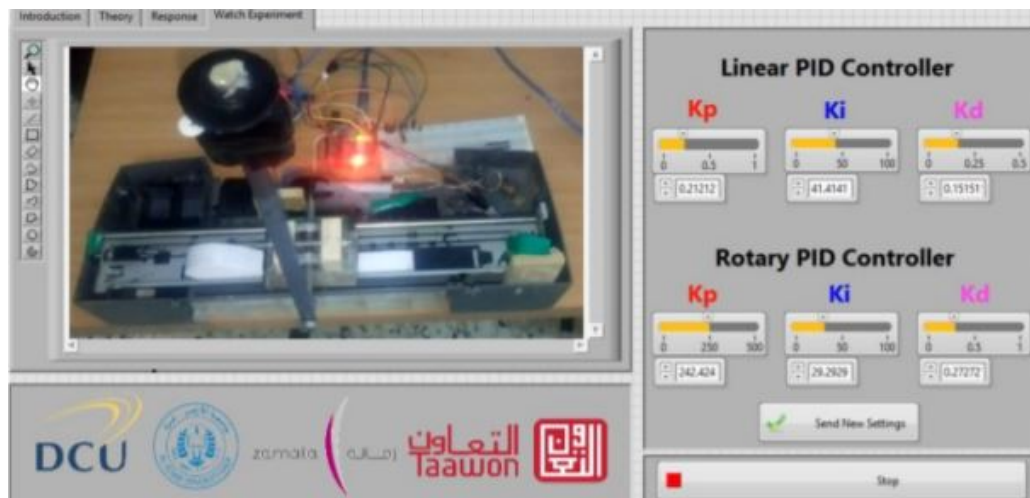 Introduction
Theory
Response
Watch Experiment
Linear PID Controller
Kp
Ki
Kd
0 0.5 1
0 50 100
0 0.25 0.5
0.21212
41.4141
0.15151
Rotary PID Controller
Kp
Ki
Kd
0 250 500
0 50 100
0 0.5 1
242.424
29.2929
0.27272
Send New Settings
Stop
DCU
zamala
زمالة
التعاون
Taawon